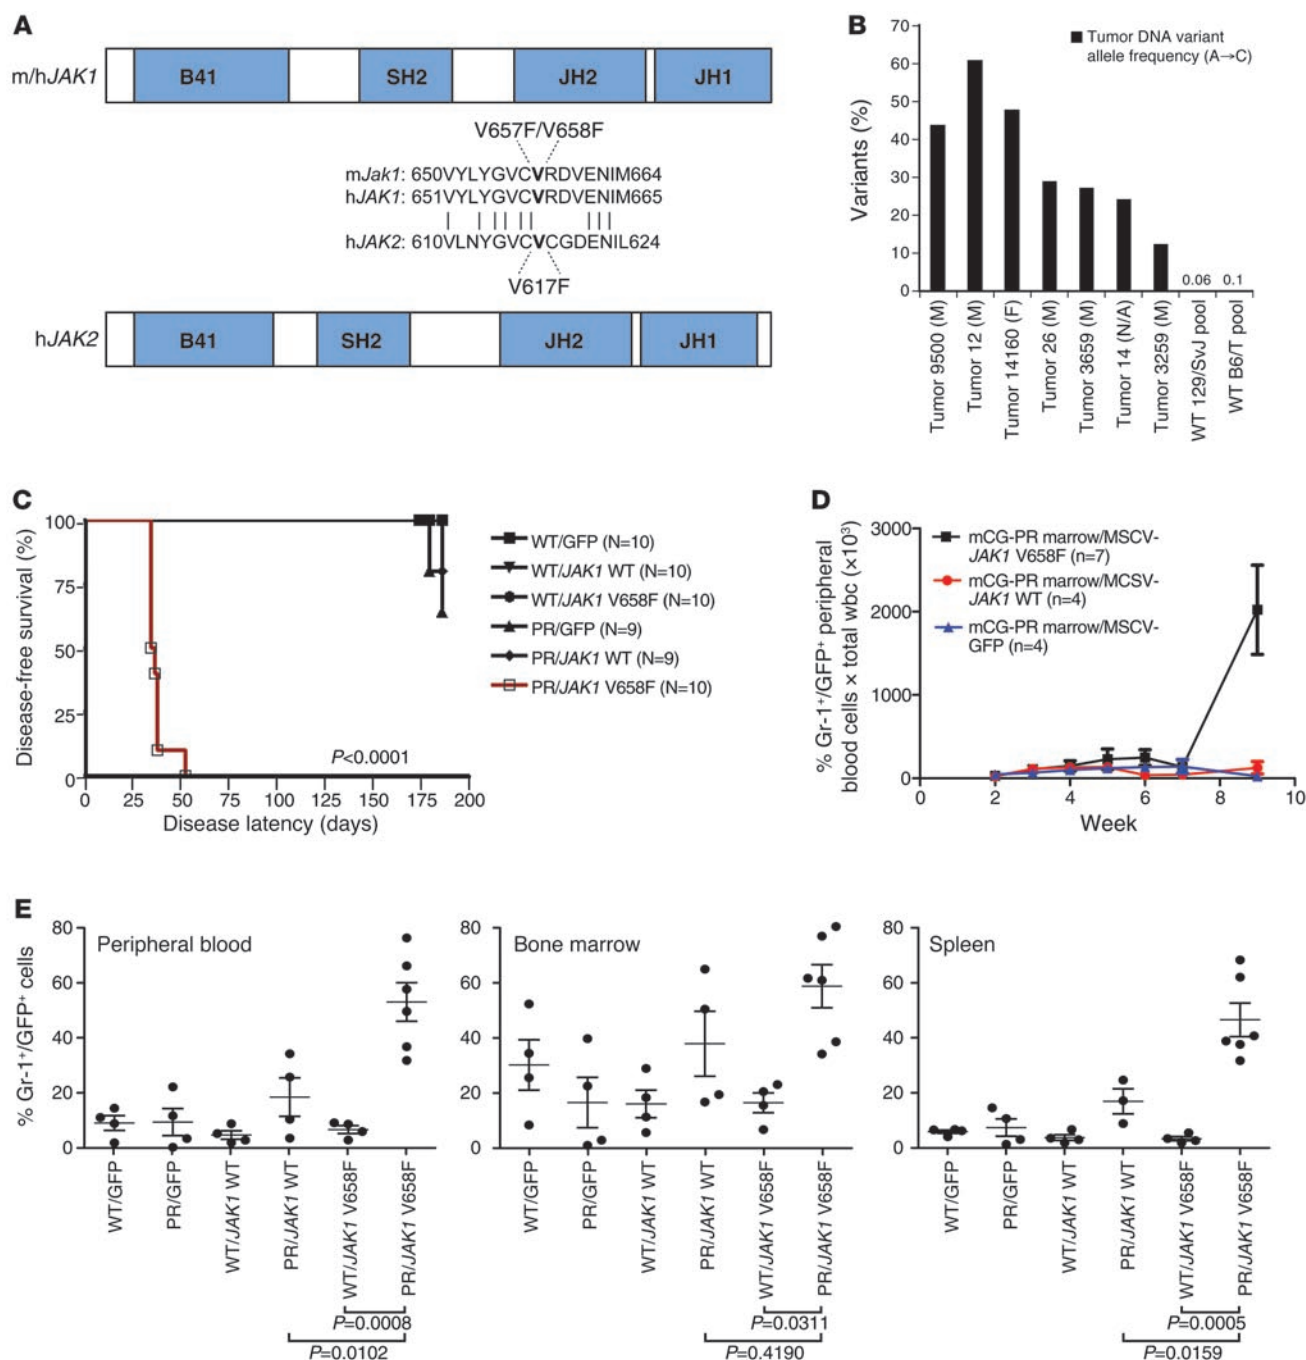 A
m/hJAK1
B41
SH2
JH2
JH1
V657F/V658F
mJak1: 650VYLYGVCVRDVENIM664
hJAK1: 651VYLYGVCVRDVENIM665
hJAK2: 610VLNYGVCVCGDENIL624
V617F
hJAK2
B41
SH2
JH2
JH1
B
Variants (%)
70
60
50
40
30
20
10
0
Tumor DNA variant
allele frequency (A→C)
0.06
0.1
Tumor 9500 (M)
Tumor 12 (M)
Tumor 14160 (F)
Tumor 26 (M)
Tumor 3659 (M)
Tumor 14 (N/A)
Tumor 3259 (M)
WT 129/SvJ pool
WT B6/T pool
C
Disease-free survival (%)
100
75
50
25
0
P<0.0001
0 25 50 75 100 125 150 175 200
Disease latency (days)
WT/GFP (N=10)
WT/JAK1 WT (N=10)
WT/JAK1 V658F (N=10)
PR/GFP (N=9)
PR/JAK1 WT (N=9)
PR/JAK1 V658F (N=10)
D
% Gr-1+/GFP+ peripheral
blood cells × total wbc (×10³)
3000
2000
1000
0
mCG-PR marrow/MSCV-
JAK1 V658F (n=7)
mCG-PR marrow/MCSV-
JAK1 WT (n=4)
mCG-PR marrow/MSCV-
GFP (n=4)
0 2 4 6 8 10
Week
E
% Gr-1+/GFP+ cells
80
60
40
20
0
Peripheral blood
WT/GFP
PR/GFP
WT/JAK1 WT
PR/JAK1 WT
WT/JAK1 V658F
PR/JAK1 V658F
P=0.0008
P=0.0102
80
60
40
20
0
Bone marrow
WT/GFP
PR/GFP
WT/JAK1 WT
PR/JAK1 WT
WT/JAK1 V658F
PR/JAK1 V658F
P=0.0311
P=0.4190
80
60
40
20
0
Spleen
WT/GFP
PR/GFP
WT/JAK1 WT
PR/JAK1 WT
WT/JAK1 V658F
PR/JAK1 V658F
P=0.0005
P=0.0159